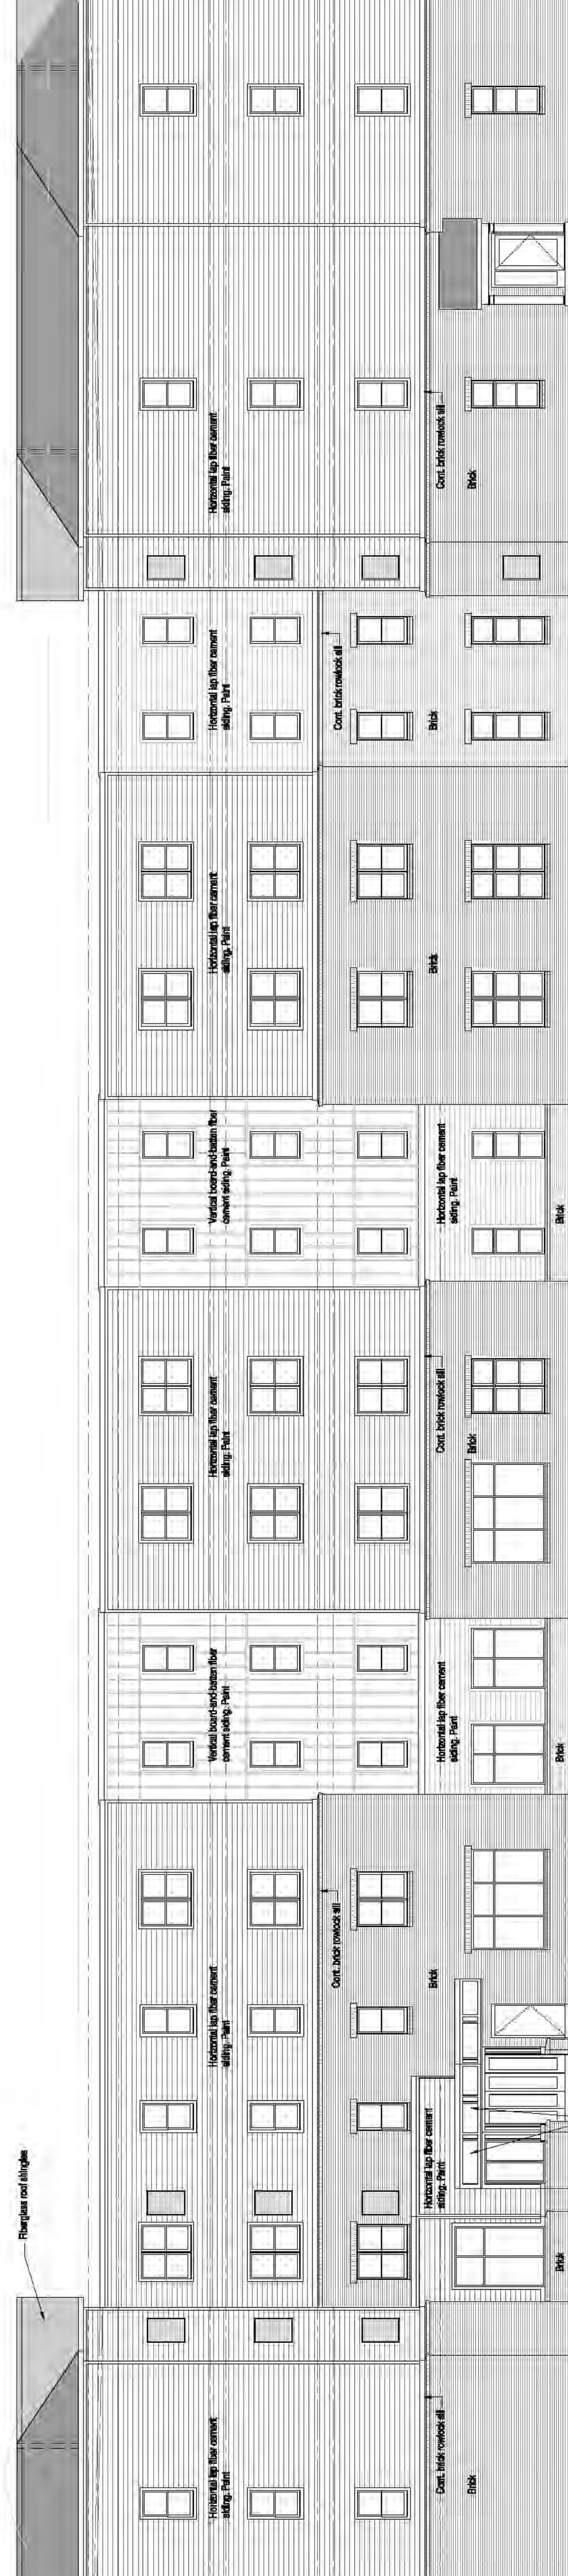 Fiberglass roof shingles
Horizontal lap fiber cement
siding. Paint
Horizontal lap fiber cement
siding. Paint
Vertical board-and-batten fiber
cement siding. Paint
Horizontal lap fiber cement
siding. Paint
Vertical board-and-batten fiber
cement siding. Paint
Horizontal lap fiber cement
siding. Paint
Horizontal lap fiber cement
siding. Paint
Horizontal lap fiber cement
siding. Paint
Cont. brick rowlock sill
Cont. brick rowlock sill
Horizontal lap fiber cement
siding. Paint
Brick
Brick
Brick
Cont. brick rowlock sill
Horizontal lap fiber cement
siding. Paint
Cont. brick rowlock sill
Horizontal lap fiber cement
siding. Paint
Cont. brick rowlock sill
Brick
Brick
Brick
Brick
Brick
Brick